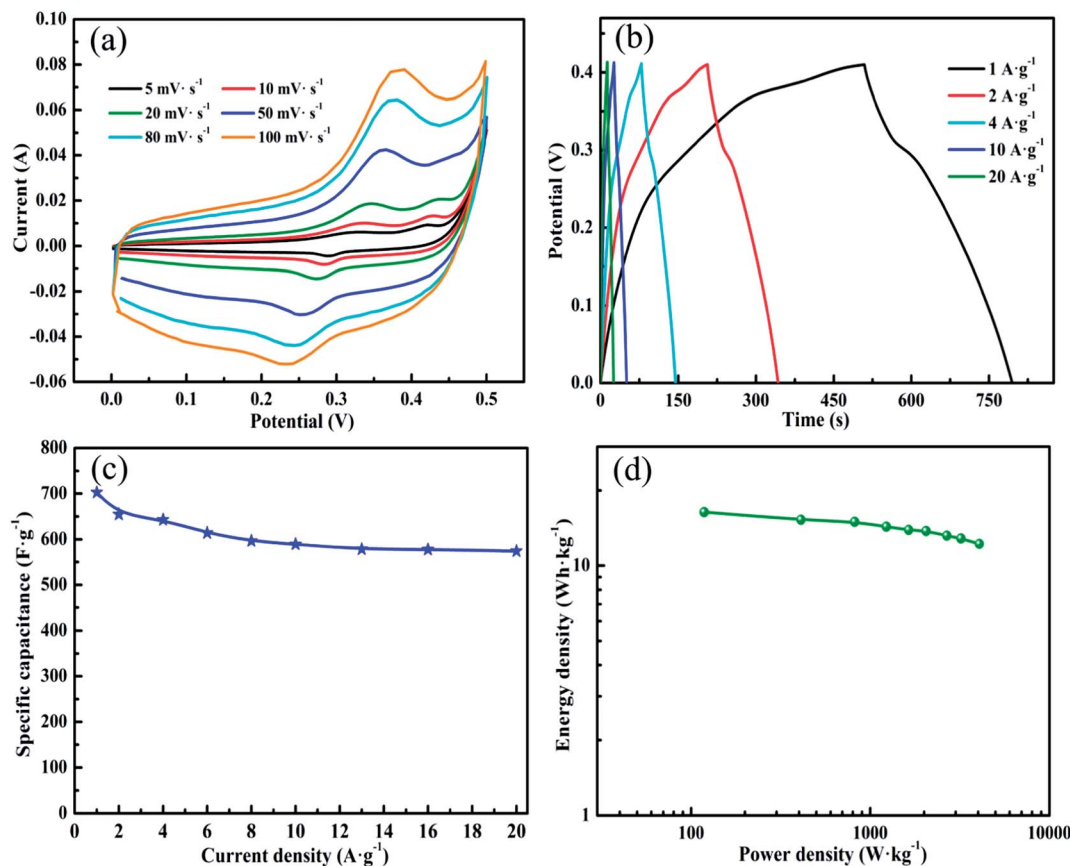 (a)
0.10
0.08
0.06
0.04
0.02
0.00
-0.02
-0.04
-0.06
Current (A)
5 mV· s⁻¹ 10 mV· s⁻¹
20 mV· s⁻¹ 50 mV· s⁻¹
80 mV· s⁻¹ 100 mV· s⁻¹
0.0 0.1 0.2 0.3 0.4 0.5
Potential (V)
(b)
0.4
0.3
0.2
0.1
0.0
Potential (V)
1 A·g⁻¹
2 A·g⁻¹
4 A·g⁻¹
10 A·g⁻¹
20 A·g⁻¹
0 150 300 450 600 750
Time (s)
(c)
800
700
600
500
400
300
200
100
0
Specific capacitance (F·g⁻¹)
0 2 4 6 8 10 12 14 16 18 20
Current density (A·g⁻¹)
(d)
10
1
Energy density (Wh·kg⁻¹)
100 1000 10000
Power density (W·kg⁻¹)